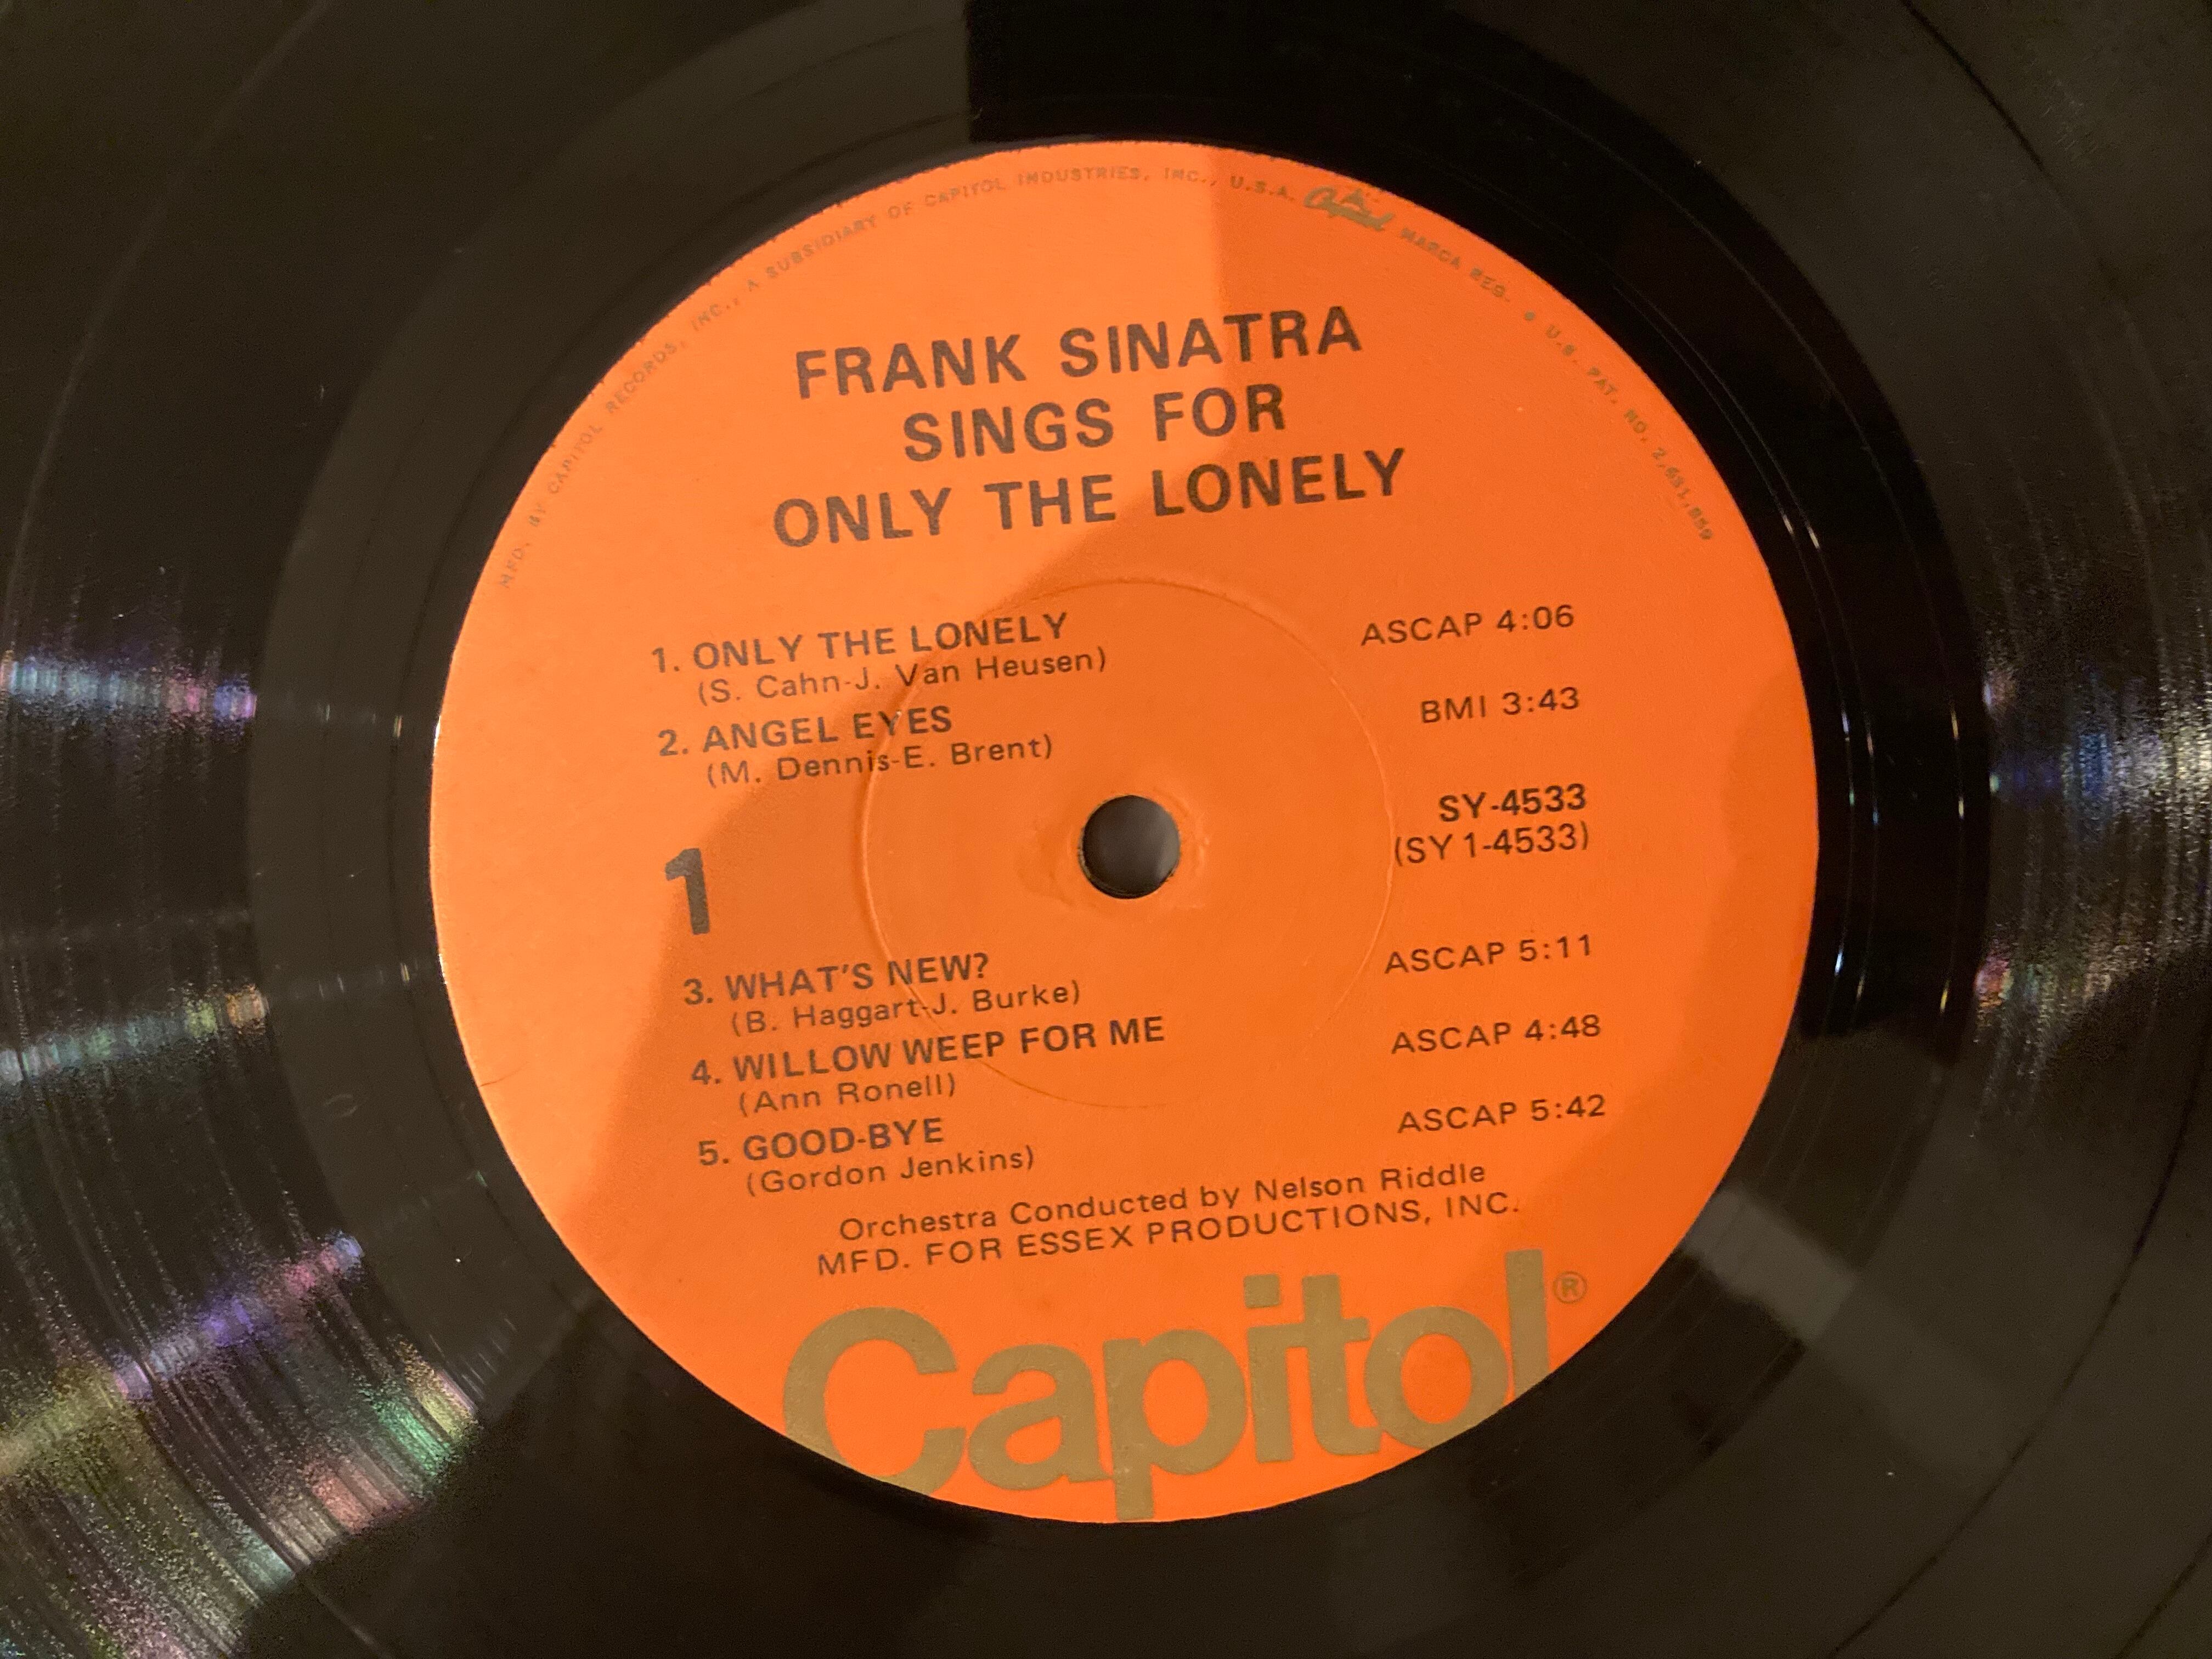 MFD. BY CAPITOL RECORDS, INC., A SUBSIDIARY OF CAPITOL INDUSTRIES, INC., U.S.A. Capitol MARCA REG. • U.S. PAT. NO. 2,631,859
FRANK SINATRA
SINGS FOR
ONLY THE LONELY
1. ONLY THE LONELY ASCAP 4:06
(S. Cahn-J. Van Heusen)
2. ANGEL EYES BMI 3:43
(M. Dennis-E. Brent)
SY-4533
(SY 1-4533)
1
3. WHAT'S NEW? ASCAP 5:11
(B. Haggart-J. Burke)
4. WILLOW WEEP FOR ME ASCAP 4:48
(Ann Ronell)
5. GOOD-BYE ASCAP 5:42
(Gordon Jenkins)
Orchestra Conducted by Nelson Riddle
MFD. FOR ESSEX PRODUCTIONS, INC.
Capitol®